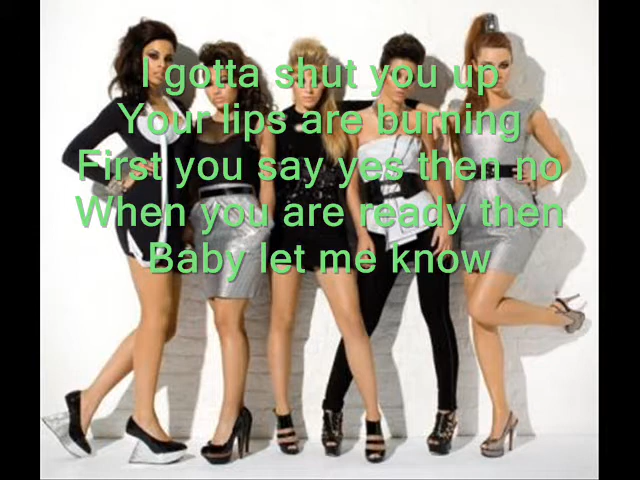 I gotta shut you up
Your lips are burning
First you say yes then no
When you are ready then
Baby let me know